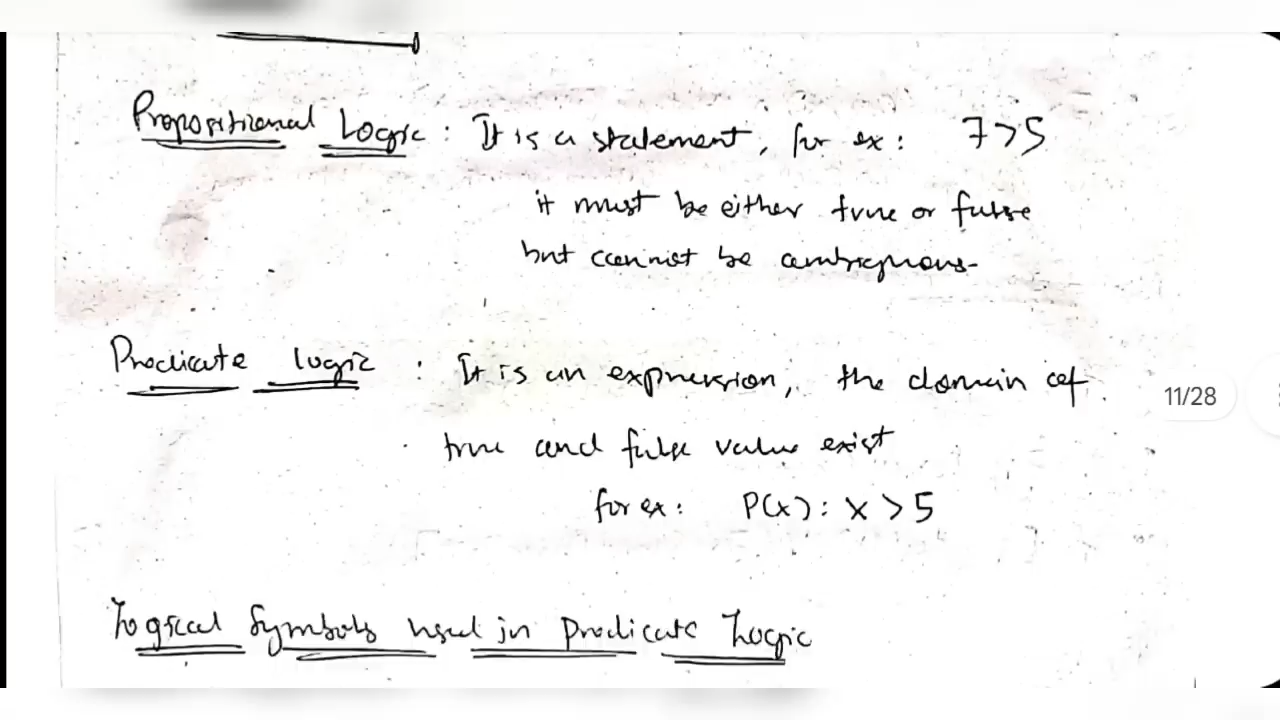 Propositional Logic : It is a statement, for ex: 7>5
it must be either true or false
but cannot be ambiguous-
Predicate logic : It is an expression, the domain of
true and false value exist
11/28
for ex: P(x): x > 5
Logical Symbols used in Predicate Logic